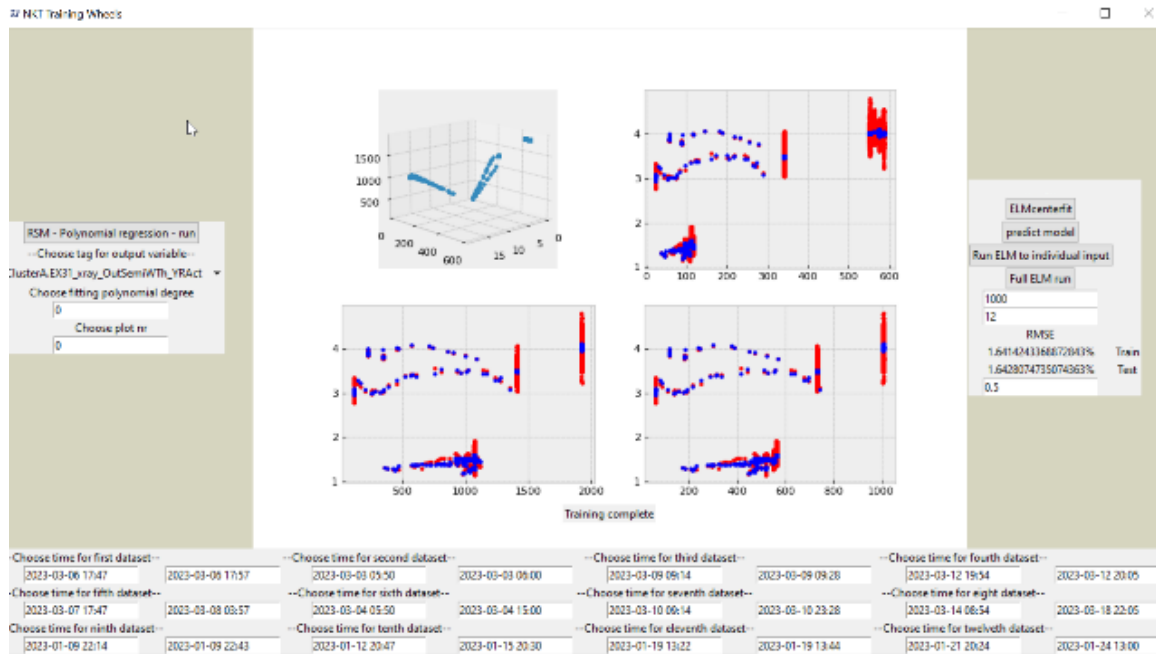 NKT Training Wheels
1500
1000
500
0
200
400
600
15
10
5
0
4
3
2
1
0
100
200
300
400
500
600
RSM - Polynomial regression - run
--Choose tag for output variable--
ClusterA.EX31_xray_OutSemiWTh_YRAct
Choose fitting polynomial degree
0
Choose plot nr
0
ELMcenterfit
predict model
Run ELM to individual input
Full ELM run
1000
12
RMSE
1.6414243368872843% Train
1.642807473507436​3% Test
0.5
4
3
2
1
500
1000
1500
2000
4
3
2
1
200
400
600
800
1000
Training complete
--Choose time for first dataset--
2023-03-06 17:47 2023-03-06 17:57
--Choose time for second dataset--
2023-03-03 05:50 2023-03-03 06:00
--Choose time for third dataset--
2023-03-09 09:14 2023-03-09 09:28
--Choose time for fourth dataset--
2023-03-12 19:54 2023-03-12 20:05
--Choose time for fifth dataset--
2023-03-07 17:47 2023-03-08 03:57
--Choose time for sixth dataset--
2023-03-04 05:50 2023-03-04 15:00
--Choose time for seventh dataset--
2023-03-10 09:14 2023-03-10 23:28
--Choose time for eight dataset--
2023-03-14 08:54 2023-03-18 22:05
--Choose time for ninth dataset--
2023-01-09 22:14 2023-01-09 22:43
--Choose time for tenth dataset--
2023-01-12 20:47 2023-01-15 20:30
--Choose time for eleventh dataset--
2023-01-19 13:22 2023-01-19 13:44
--Choose time for twelveth dataset--
2023-01-21 20:24 2023-01-24 13:00